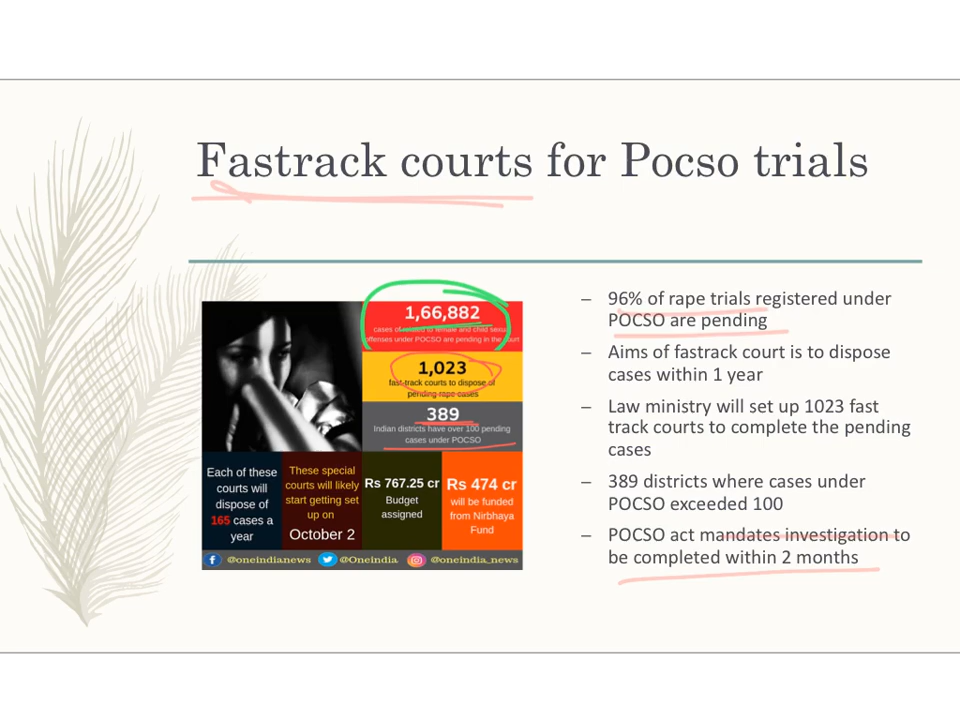 Fastrack courts for Pocso trials
1,66,882
cases of related to female and child sexual
offenses under POCSO are pending in the court
1,023
fast-track courts to dispose of
pending rape cases
389
Indian districts have over 100 pending
cases under POCSO
Each of these
courts will
dispose of
165 cases a
year
These special
courts will likely
start getting set
up on
October 2
Rs 767.25 cr
Budget
assigned
Rs 474 cr
will be funded
from Nirbhaya
Fund
@oneindianews
@Oneindia
@oneindia_news
– 96% of rape trials registered under
POCSO are pending
– Aims of fastrack court is to dispose
cases within 1 year
– Law ministry will set up 1023 fast
track courts to complete the pending
cases
– 389 districts where cases under
POCSO exceeded 100
– POCSO act mandates investigation to
be completed within 2 months